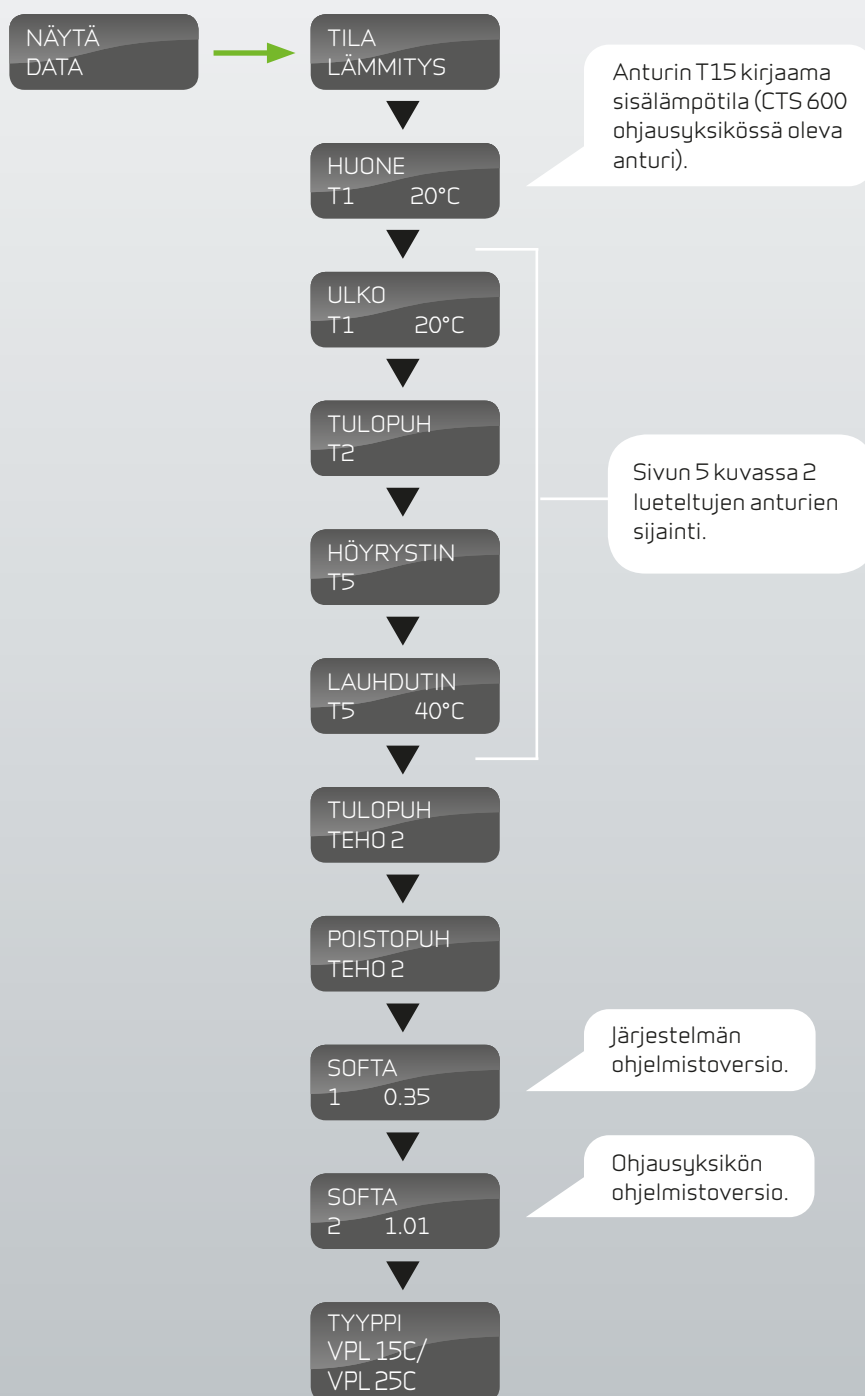 NÄYTÄ
DATA
TILA
LÄMMITYS
Anturin T15 kirjaama
sisälämpötila (CTS 600
ohjausyksikössä oleva
anturi).
HUONE
T1 20°C
ULKO
T1 20°C
TULOPUH
T2
Sivun 5 kuvassa 2
lueteltujen anturien
sijainti.
HÖYRYSTIN
T5
LAUHDUTIN
T5 40°C
TULOPUH
TEHO 2
POISTOPUH
TEHO 2
Järjestelmän
ohjelmistoversio.
SOFTA
1 0.35
Ohjausyksikön
ohjelmistoversio.
SOFTA
2 1.01
TYYPPI
VPL 15C/
VPL 25C